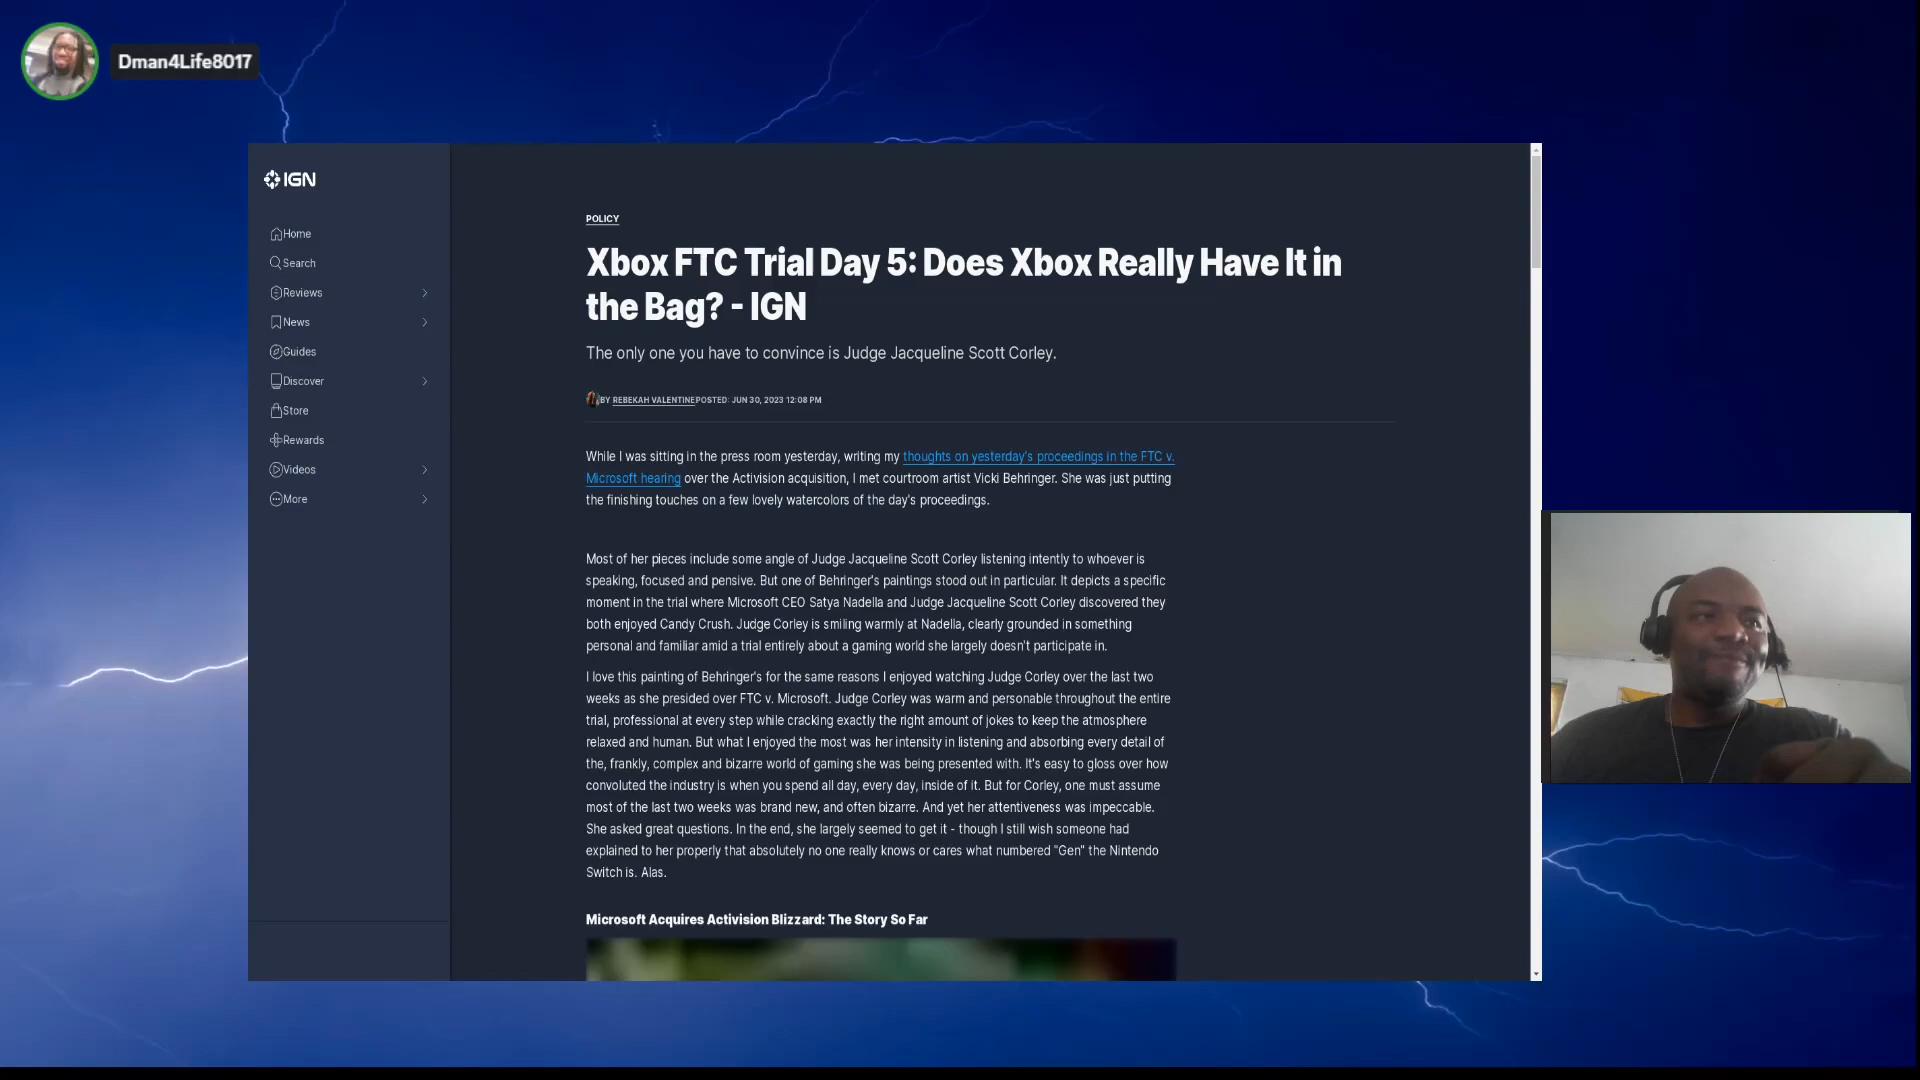 Dman4Life8017
IGN
Home
Search
Reviews
News
Guides
Discover
Store
Rewards
Videos
More
POLICY
Xbox FTC Trial Day 5: Does Xbox Really Have It in
the Bag? - IGN
The only one you have to convince is Judge Jacqueline Scott Corley.
BY REBEKAH VALENTINE POSTED: JUN 30, 2023 12:08 PM
While I was sitting in the press room yesterday, writing my thoughts on yesterday's proceedings in the FTC v.
Microsoft hearing over the Activision acquisition, I met courtroom artist Vicki Behringer. She was just putting
the finishing touches on a few lovely watercolors of the day's proceedings.
Most of her pieces include some angle of Judge Jacqueline Scott Corley listening intently to whoever is
speaking, focused and pensive. But one of Behringer's paintings stood out in particular. It depicts a specific
moment in the trial where Microsoft CEO Satya Nadella and Judge Jacqueline Scott Corley discovered they
both enjoyed Candy Crush. Judge Corley is smiling warmly at Nadella, clearly grounded in something
personal and familiar amid a trial entirely about a gaming world she largely doesn't participate in.
I love this painting of Behringer's for the same reasons I enjoyed watching Judge Corley over the last two
weeks as she presided over FTC v. Microsoft. Judge Corley was warm and personable throughout the entire
trial, professional at every step while cracking exactly the right amount of jokes to keep the atmosphere
relaxed and human. But what I enjoyed the most was her intensity in listening and absorbing every detail of
the, frankly, complex and bizarre world of gaming she was being presented with. It's easy to gloss over how
convoluted the industry is when you spend all day, every day, inside of it. But for Corley, one must assume
most of the last two weeks was brand new, and often bizarre. And yet her attentiveness was impeccable.
She asked great questions. In the end, she largely seemed to get it - though I still wish someone had
explained to her properly that absolutely no one really knows or cares what numbered "Gen" the Nintendo
Switch is. Alas.
Microsoft Acquires Activision Blizzard: The Story So Far